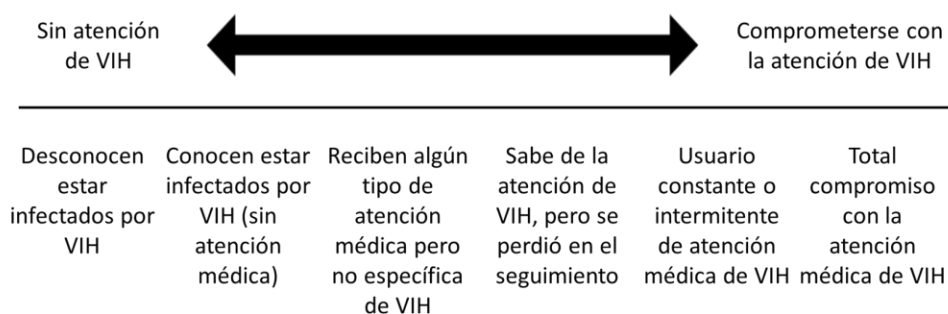 Sin atención
de VIH
Comprometerse con
la atención de VIH
Desconocen
estar
infectados por
VIH
Conocen estar
infectados por
VIH (sin
atención
médica)
Reciben algún
tipo de
atención
médica pero
no específica
de VIH
Sabe de la
atención de
VIH, pero se
perdió en el
seguimiento
Usuario
constante o
intermitente
de atención
médica de VIH
Total
compromiso
con la
atención
médica de VIH